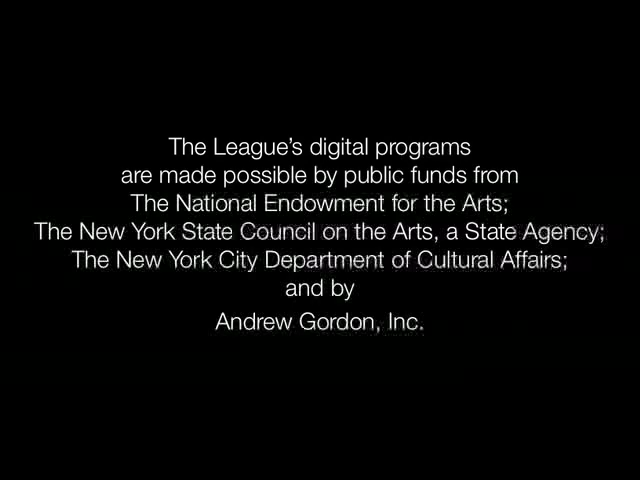 The League’s digital programs
are made possible by public funds from
The National Endowment for the Arts;
The New York State Council on the Arts, a State Agency;
The New York City Department of Cultural Affairs;
and by
Andrew Gordon, Inc.